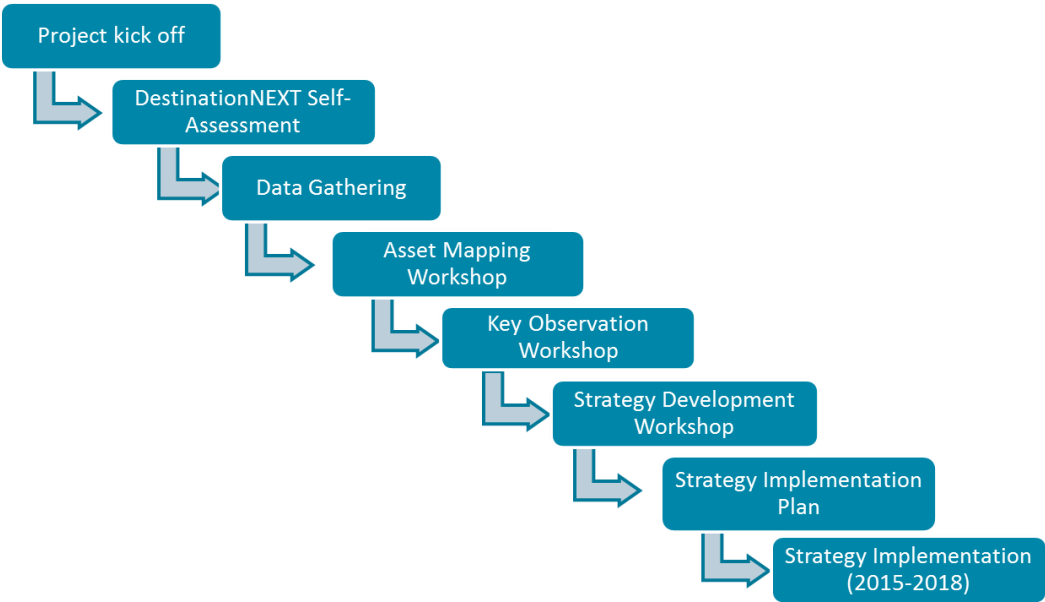 Project kick off
DestinationNEXT Self-
Assessment
Data Gathering
Asset Mapping
Workshop
Key Observation
Workshop
Strategy Development
Workshop
Strategy Implementation
Plan
Strategy Implementation
(2015-2018)